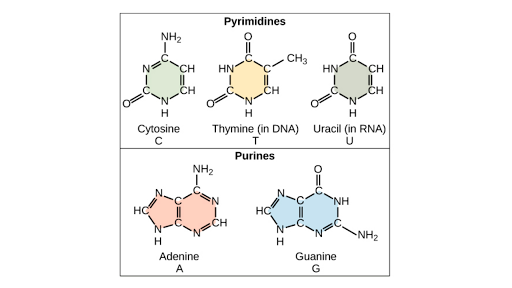 Pyrimidines
NH2
N
C
CH
CH
C
O
N
H
O
C
HN
C
CH3
CH
C
O
N
H
O
C
HN
CH
CH
C
O
N
H
Cytosine
C
Thymine (in DNA)
T
Uracil (in RNA)
U
Purines
NH2
N
C
C
N
HC
C
CH
N
N
H
O
N
C
C
NH
HC
C
C
N
N
H
NH2
Adenine
A
Guanine
G